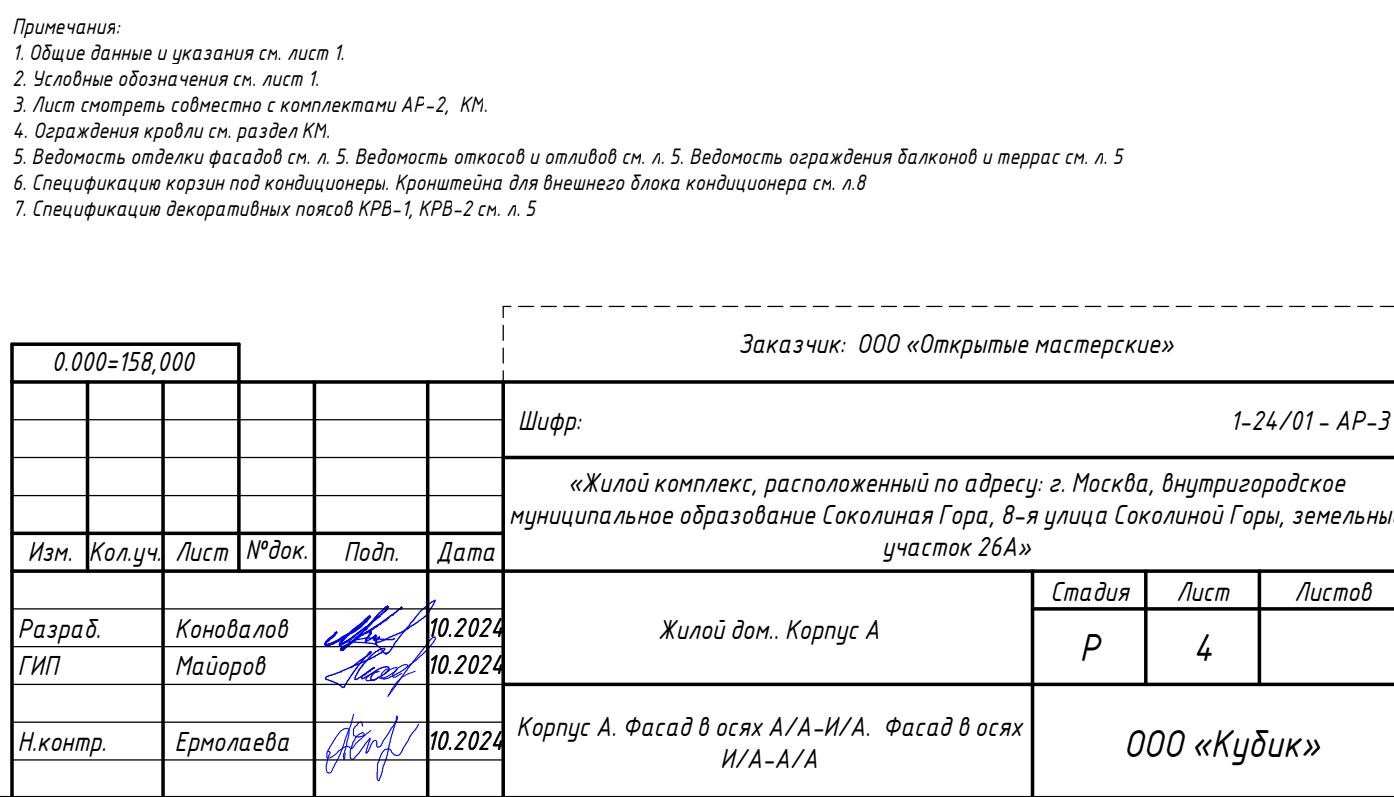 Примечания:
1. Общие данные и указания см. лист 1.
2. Условные обозначения см. лист 1.
3. Лист смотреть совместно с комплектами АР-2, КМ.
4. Ограждения кровли см. раздел КМ.
5. Ведомость отделки фасадов см. л. 5. Ведомость откосов и отливов см. л. 5. Ведомость ограждения балконов и террас см. л. 5
6. Спецификацию корзин под кондиционеры. Кронштейна для внешнего блока кондиционера см. л.8
7. Спецификацию декоративных поясов КРВ-1, КРВ-2 см. л. 5
Заказчик: ООО «Открытые мастерские»
0.000=158,000
Шифр: 1-24/01 - АР-3
«Жилой комплекс, расположенный по адресу: г. Москва, внутригородское
муниципальное образование Соколиная Гора, 8-я улица Соколиной Горы, земельный
участок 26А»
Изм. Кол.уч. Лист №док. Подп. Дата
Стадия Лист Листов
Разраб. Коновалов 10.2024
Жилой дом.. Корпус А
Р 4
ГИП Майоров 10.2024
Н.контр. Ермолаева 10.2024
Корпус А. Фасад в осях А/А-И/А. Фасад в осях
И/А-А/А
ООО «Кубик»